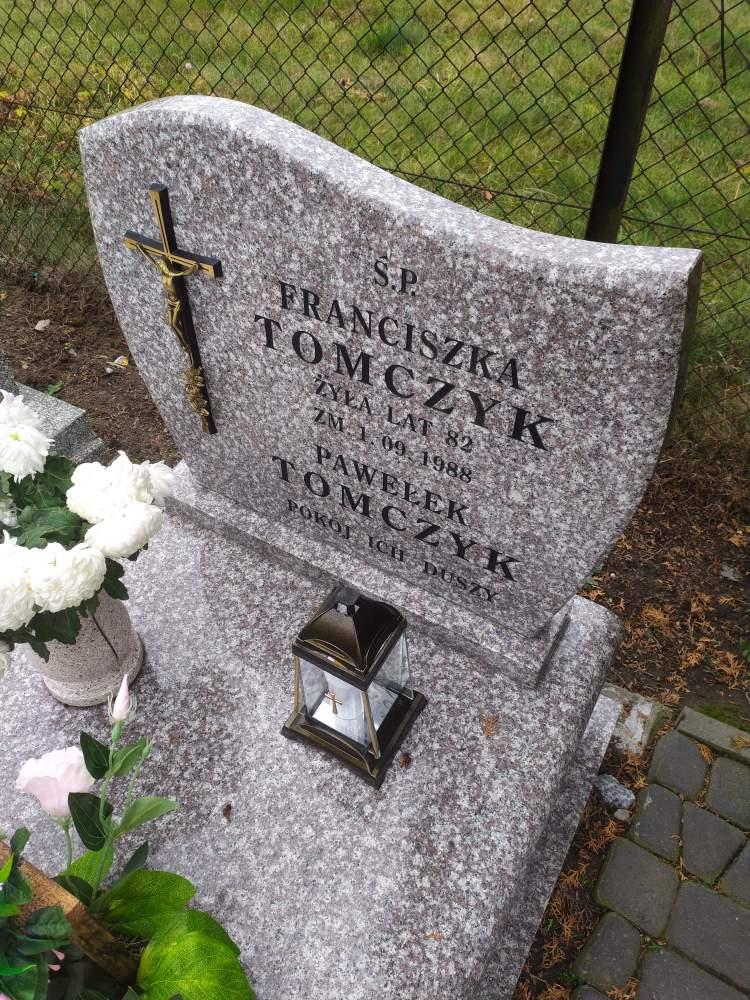 Ś.P.
FRANCISZKA
TOMCZYK
ŻYŁA LAT 82
ZM. 1.09.1988
PAWEŁEK
TOMCZYK
POKÓJ ICH DUSZY